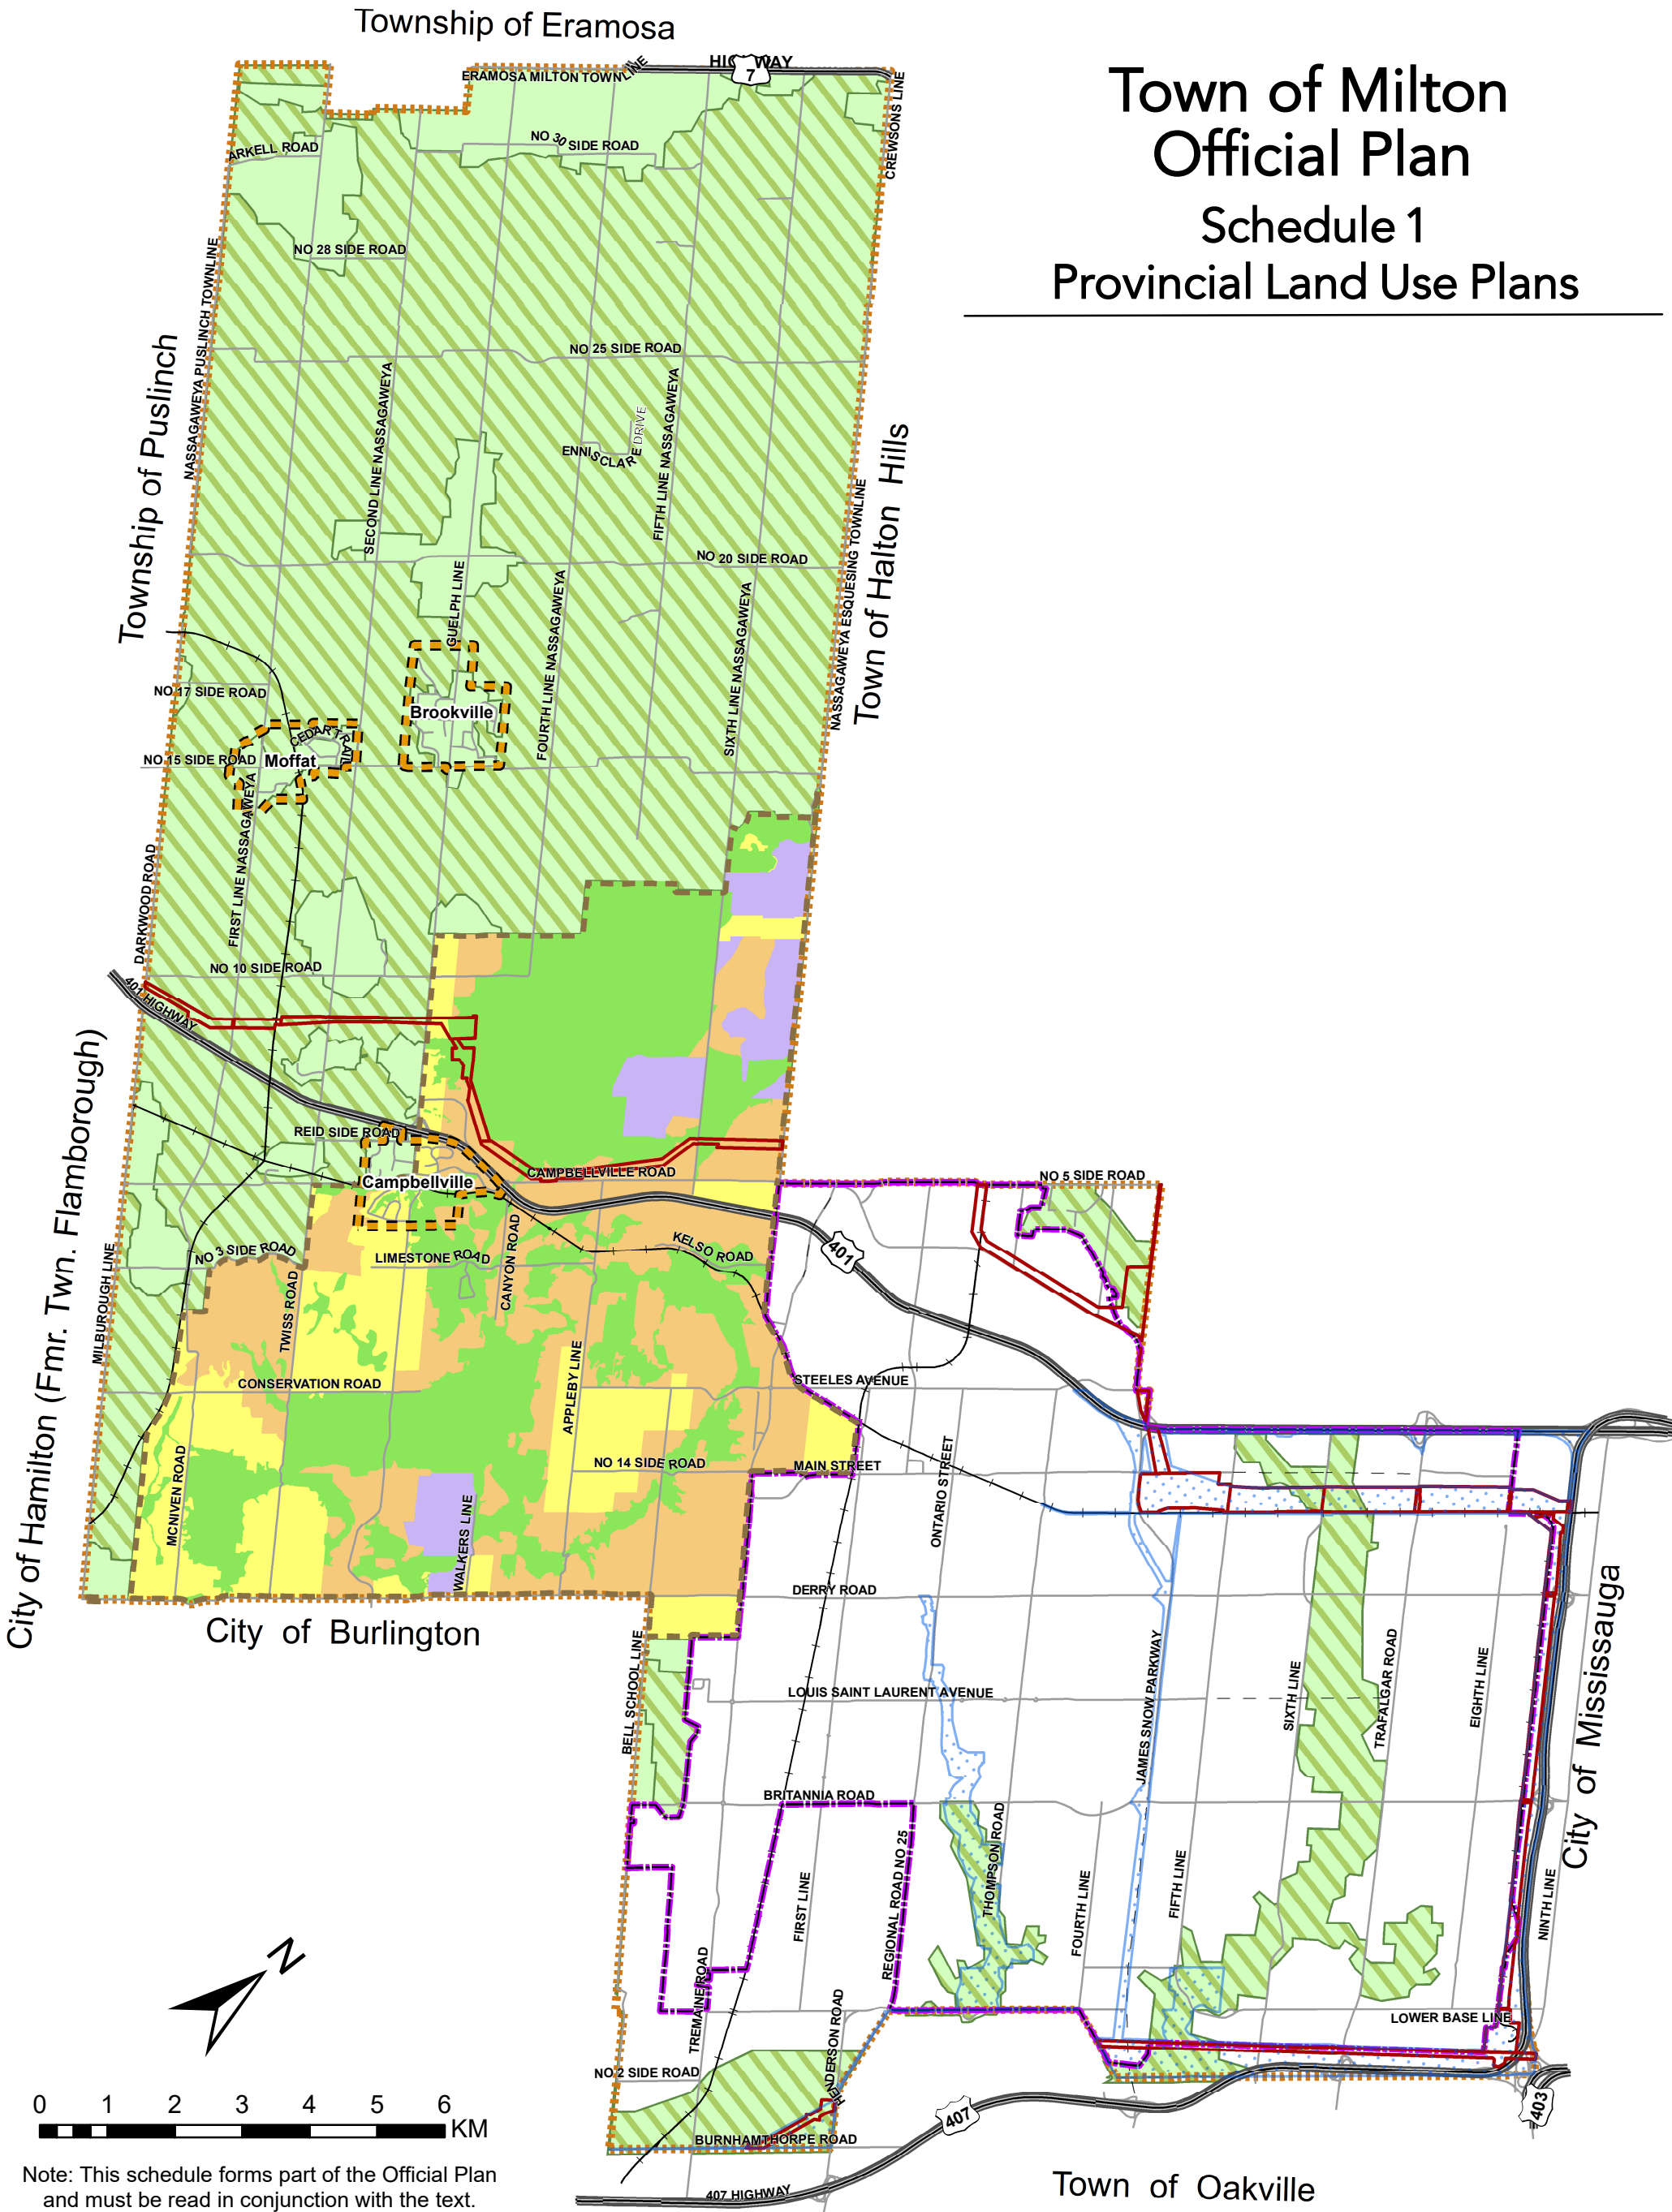 Township of Eramosa
Town of Milton
Official Plan
Schedule 1
Provincial Land Use Plans
HIGHWAY
7
ERAMOSA MILTON TOWN LINE
CREWSONS LINE
NO 30 SIDE ROAD
ARKELL ROAD
NO 28 SIDE ROAD
NASSAGAWEYA PUSLINCH TOWNLINE
Township of Puslinch
NO 25 SIDE ROAD
SECOND LINE NASSAGAWEYA
FIFTH LINE NASSAGAWEYA
ENNISCLARE DRIVE
Town of Halton Hills
NASSAGAWEYA ESQUESING TOWNLINE
NO 20 SIDE ROAD
GUELPH LINE
FOURTH LINE NASSAGAWEYA
SIXTH LINE NASSAGAWEYA
NO 17 SIDE ROAD
Brookville
CEDAR TRAIL
NO 15 SIDE ROAD
Moffat
FIRST LINE NASSAGAWEYA
DARKWOOD ROAD
NO 10 SIDE ROAD
401 HIGHWAY
City of Hamilton (Fmr. Twn. Flamborough)
REID SIDE ROAD
CAMPBELLVILLE ROAD
Campbellville
NO 5 SIDE ROAD
401
KELSO ROAD
NO 3 SIDE ROAD
LIMESTONE ROAD
CANYON ROAD
MILBUROUGH LINE
TWISS ROAD
APPLEBY LINE
CONSERVATION ROAD
STEELES AVENUE
MCNIVEN ROAD
NO 14 SIDE ROAD
MAIN STREET
ONTARIO STREET
WALKERS LINE
DERRY ROAD
City of Burlington
BELL SCHOOL LINE
LOUIS SAINT LAURENT AVENUE
JAMES SNOW PARKWAY
SIXTH LINE
TRAFALGAR ROAD
EIGHTH LINE
City of Mississauga
BRITANNIA ROAD
FIRST LINE
REGIONAL ROAD NO 25
THOMPSON ROAD
FOURTH LINE
FIFTH LINE
NINTH LINE
N
TREMAINE ROAD
HENDERSON ROAD
LOWER BASE LINE
NO 2 SIDE ROAD
407
403
BURNHAMTHORPE ROAD
407 HIGHWAY
Town of Oakville
0 1 2 3 4 5 6
KM
Note: This schedule forms part of the Official Plan
and must be read in conjunction with the text.